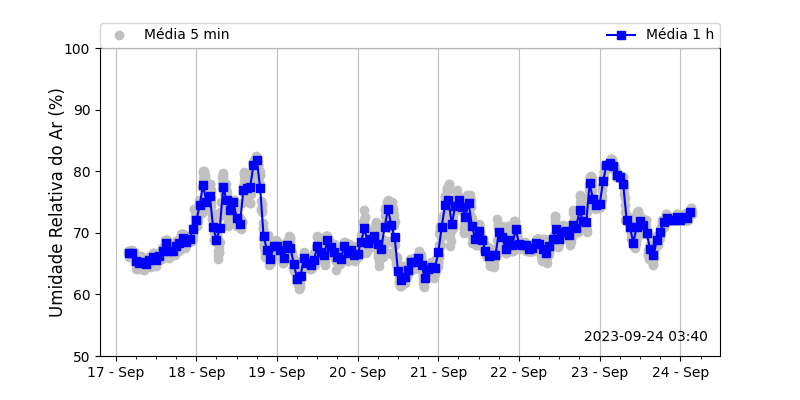 Média 5 min
Média 1 h
Umidade Relativa do Ar (%)
100
90
80
70
60
50
2023-09-24 03:40
17 - Sep
18 - Sep
19 - Sep
20 - Sep
21 - Sep
22 - Sep
23 - Sep
24 - Sep